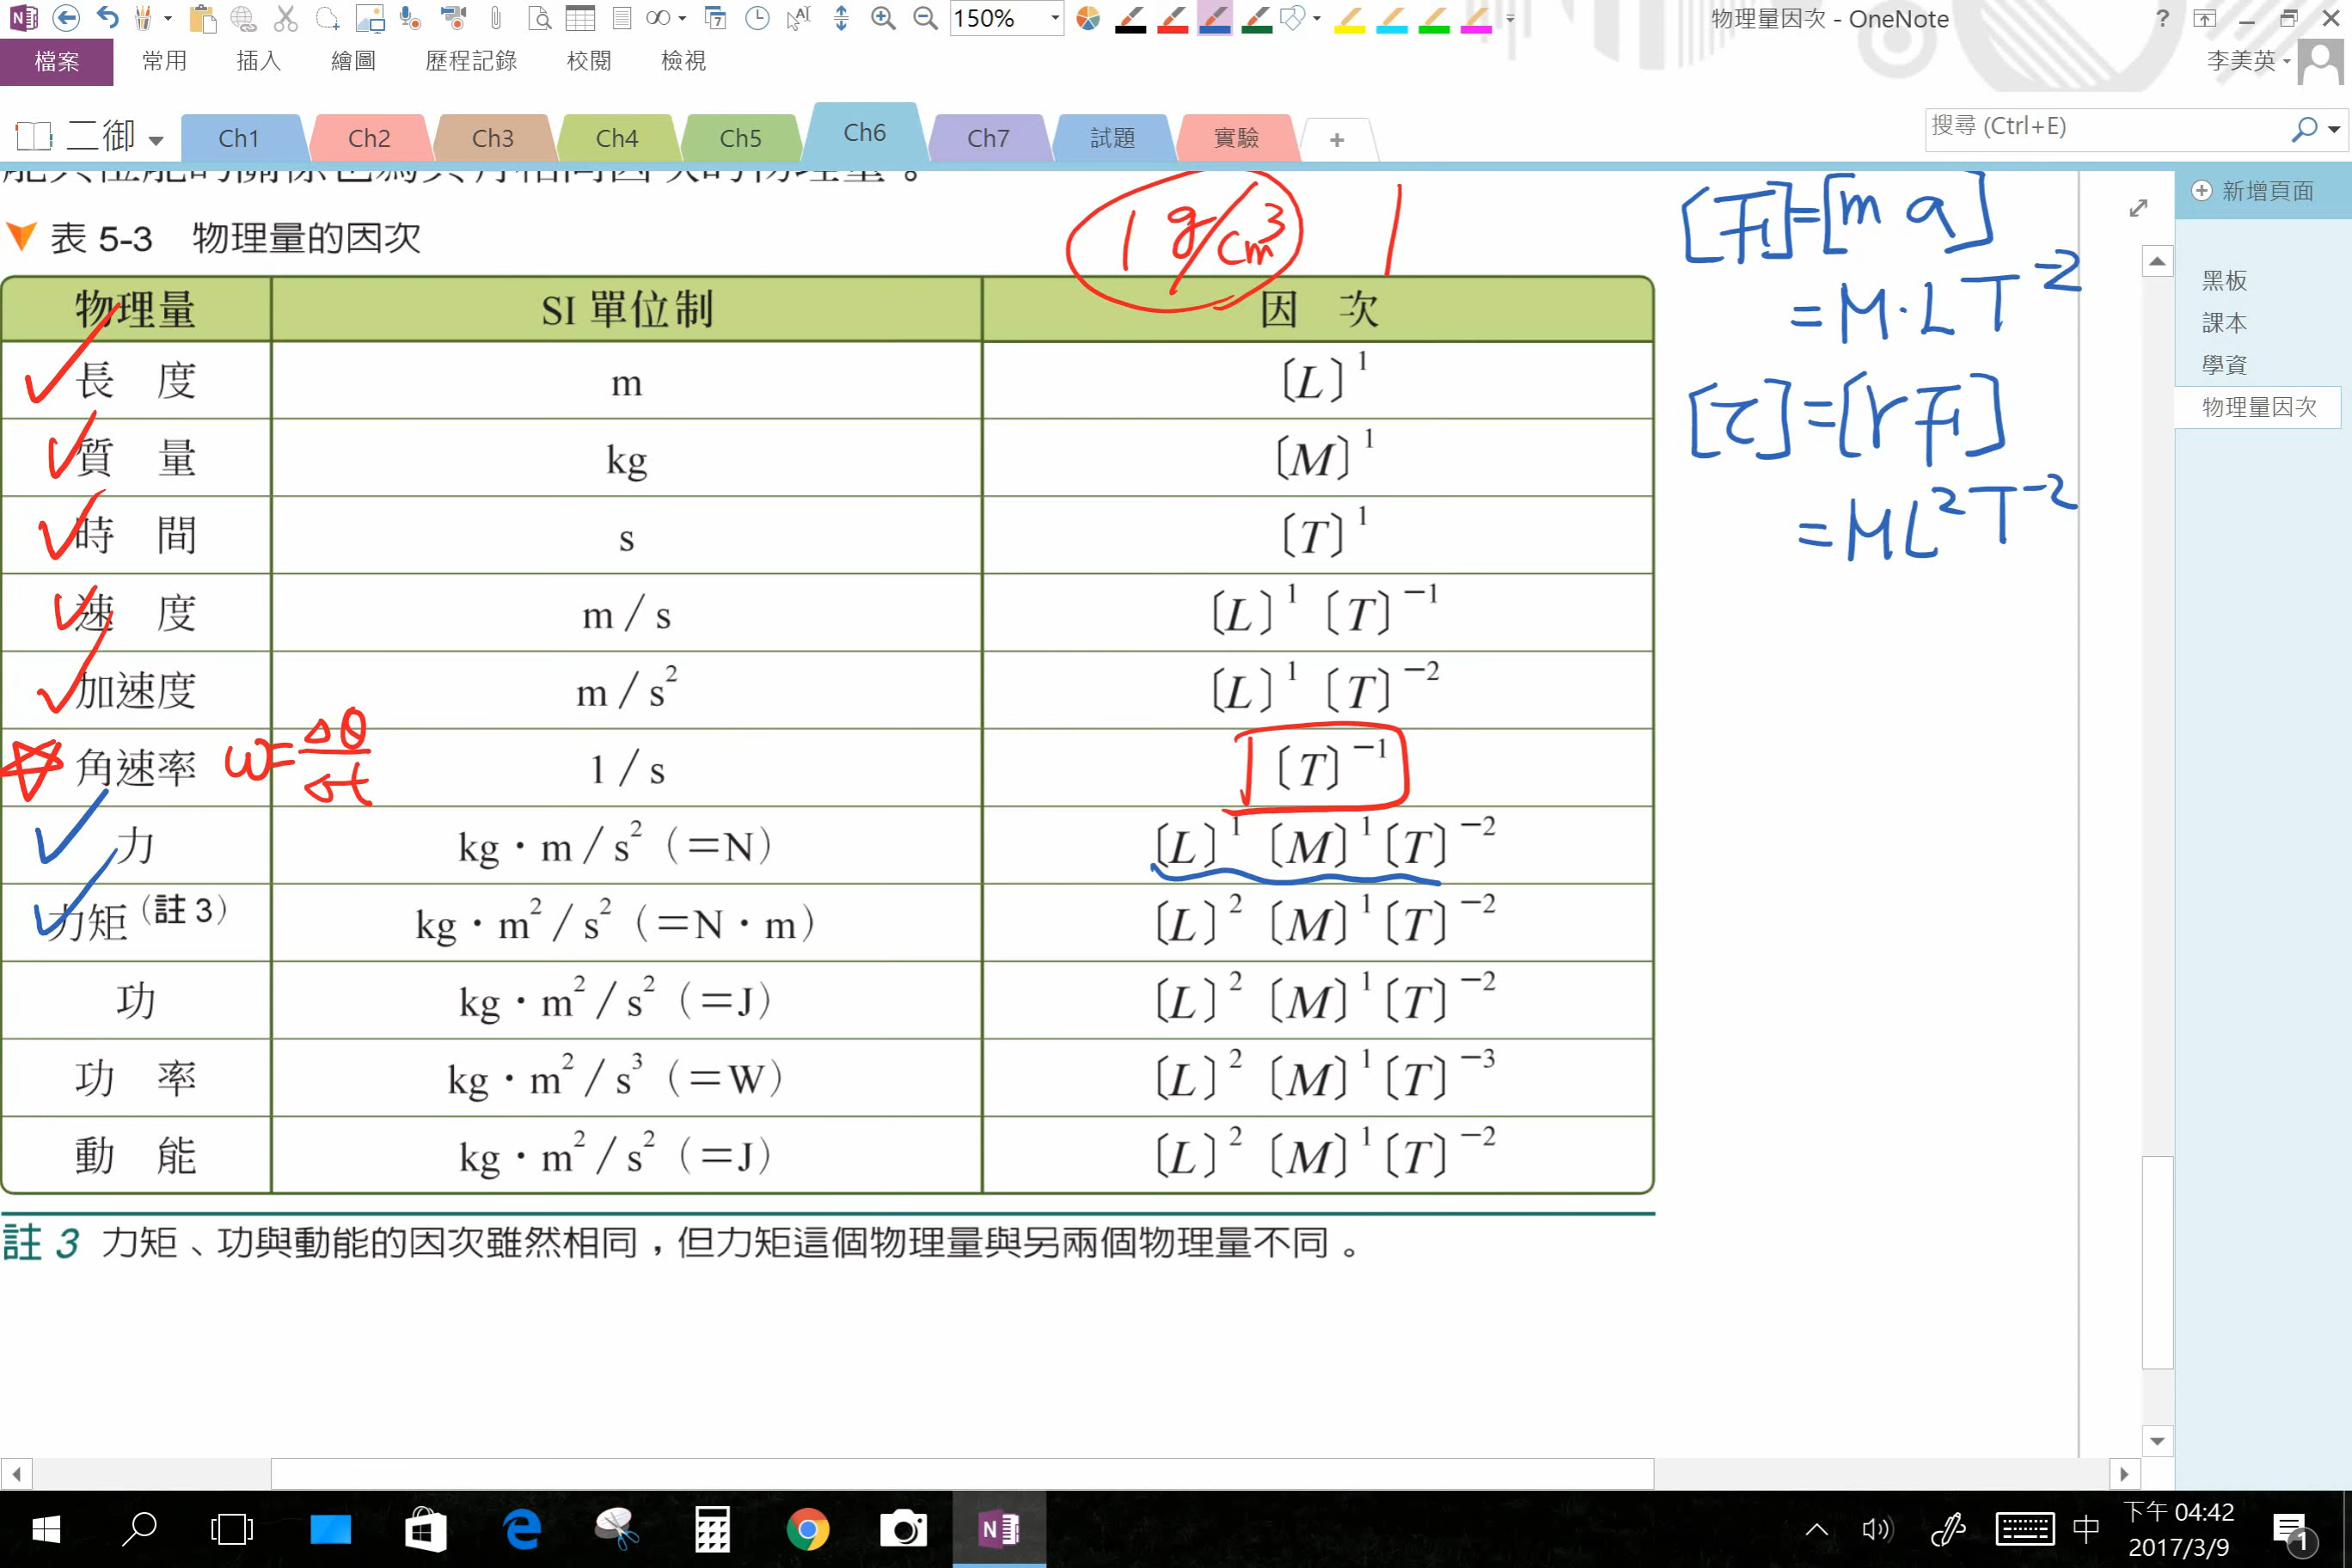 150%
物理量因次 - OneNote
?
檔案 常用 插入 繪圖 歷程記錄 校閱 檢視
李美英
二御 Ch1 Ch2 Ch3 Ch4 Ch5 Ch6 Ch7 試題 實驗 +
搜尋 (Ctrl+E)
新增頁面
黑板
課本
學資
物理量因次
表 5-3 物理量的因次
1 g/cm³ 1
物理量 SI 單位制 因 次
長 度 m 〔L〕¹
質 量 kg 〔M〕¹
時 間 s 〔T〕¹
速 度 m / s 〔L〕¹〔T〕⁻¹
加速度 m / s² 〔L〕¹〔T〕⁻²
角速率 ω=Δθ/Δt 1 / s 〔T〕⁻¹
力 kg・m / s²(=N) 〔L〕¹〔M〕¹〔T〕⁻²
力矩(註 3) kg・m² / s²(=N・m) 〔L〕²〔M〕¹〔T〕⁻²
功 kg・m² / s²(=J) 〔L〕²〔M〕¹〔T〕⁻²
功 率 kg・m² / s³(=W) 〔L〕²〔M〕¹〔T〕⁻³
動 能 kg・m² / s²(=J) 〔L〕²〔M〕¹〔T〕⁻²
註 3 力矩、功與動能的因次雖然相同,但力矩這個物理量與另兩個物理量不同。
[F]=[m a]
=M·LT⁻²
[τ]=[r F]
=ML²T⁻²
中
下午 04:42
2017/3/9
1